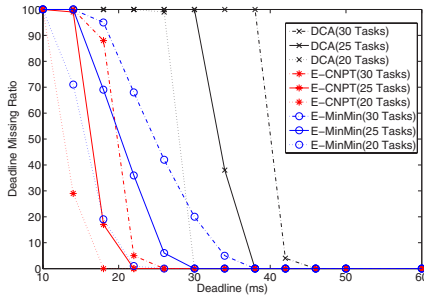 100
90
80
70
60
50
40
30
20
10
0
10
20
30
40
50
60
Deadline Missing Ratio
Deadline (ms)
DCA(30 Tasks)
DCA(25 Tasks)
DCA(20 Tasks)
E-CNPT(30 Tasks)
E-CNPT(25 Tasks)
E-CNPT(20 Tasks)
E-MinMin(30 Tasks)
E-MinMin(25 Tasks)
E-MinMin(20 Tasks)